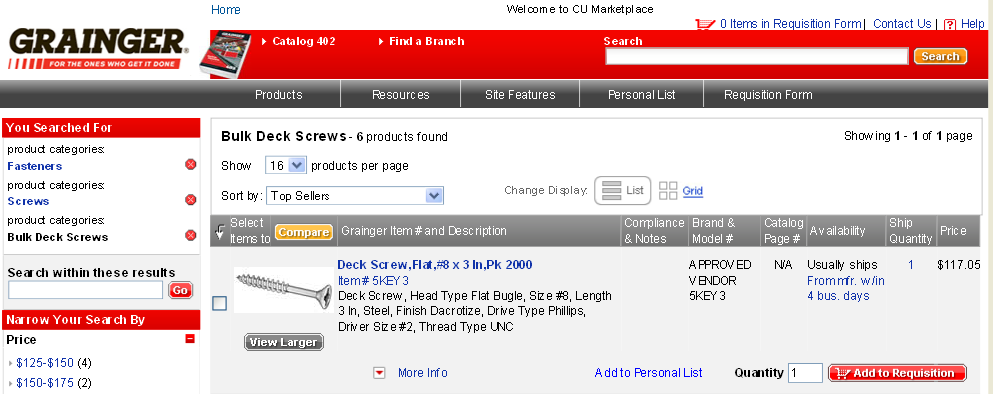 Home
Welcome to CU Marketplace
0 Items in Requisition Form | Contact Us | ? Help
GRAINGER®
FOR THE ONES WHO GET IT DONE
Catalog 402
Find a Branch
Search
Search
Products
Resources
Site Features
Personal List
Requisition Form
You Searched For
product categories:
Fasteners
product categories:
Screws
product categories:
Bulk Deck Screws
Search within these results
Go
Narrow Your Search By
Price
$125-$150 (4)
$150-$175 (2)
Bulk Deck Screws - 6 products found
Showing 1 - 1 of 1 page
Show 16 products per page
Sort by: Top Sellers
Change Display: List Grid
Select Items to Compare
Grainger Item # and Description
Compliance & Notes
Brand & Model #
Catalog Page #
Availability
Ship Quantity
Price
Deck Screw,Flat,#8 x 3 In,Pk 2000
Item# 5KEY3
Deck Screw, Head Type Flat Bugle, Size #8, Length
3 In, Steel, Finish Dacrotize, Drive Type Phillips,
Driver Size #2, Thread Type UNC
APPROVED
VENDOR
5KEY3
N/A
Usually ships
From mfr. w/in
4 bus. days
1
$117.05
View Larger
More Info
Add to Personal List
Quantity 1
Add to Requisition